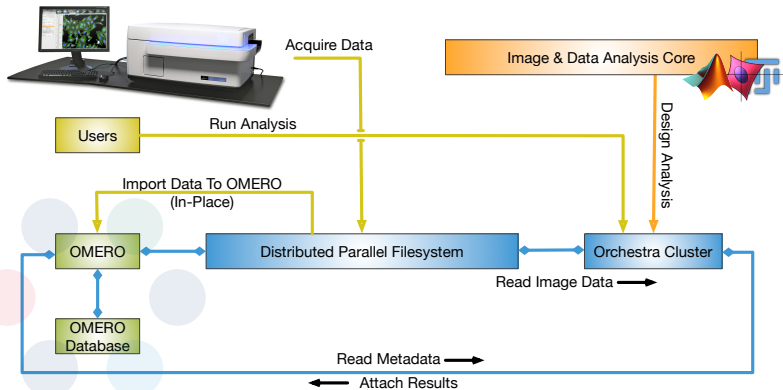 Acquire Data
Image & Data Analysis Core
Run Analysis
Users
Design Analysis
Import Data To OMERO
(In-Place)
OMERO
Distributed Parallel Filesystem
Orchestra Cluster
Read Image Data
OMERO
Database
Read Metadata
Attach Results